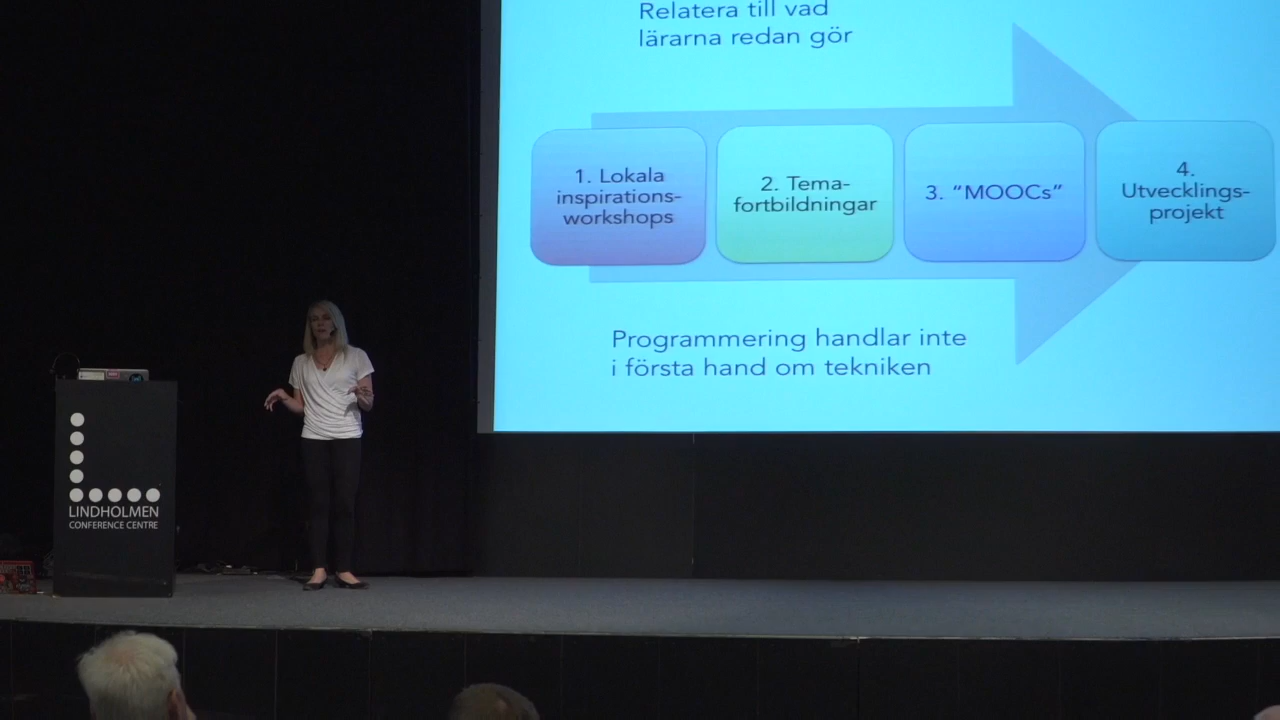 Relatera till vad
lärarna redan gör
1. Lokala
inspirations-
workshops
2. Tema-
fortbildningar
3. “MOOCs”
4.
Utvecklings-
projekt
Programmering handlar inte
i första hand om tekniken
LINDHOLMEN
CONFERENCE CENTRE